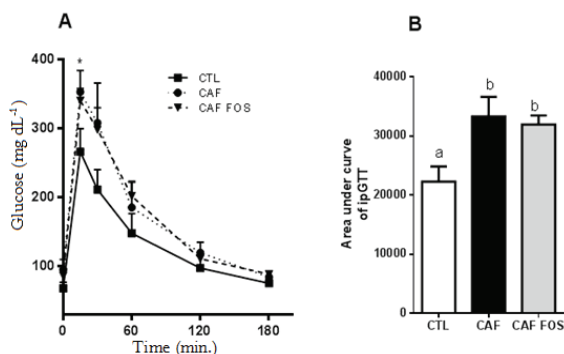 A
400
300
200
100
0
60
120
180
Glucose (mg dL⁻¹)
Time (min.)
*
CTL
CAF
CAF FOS
B
40000
30000
20000
10000
0
Area under curve
of ipGTT
a
b
b
CTL
CAF
CAF FOS